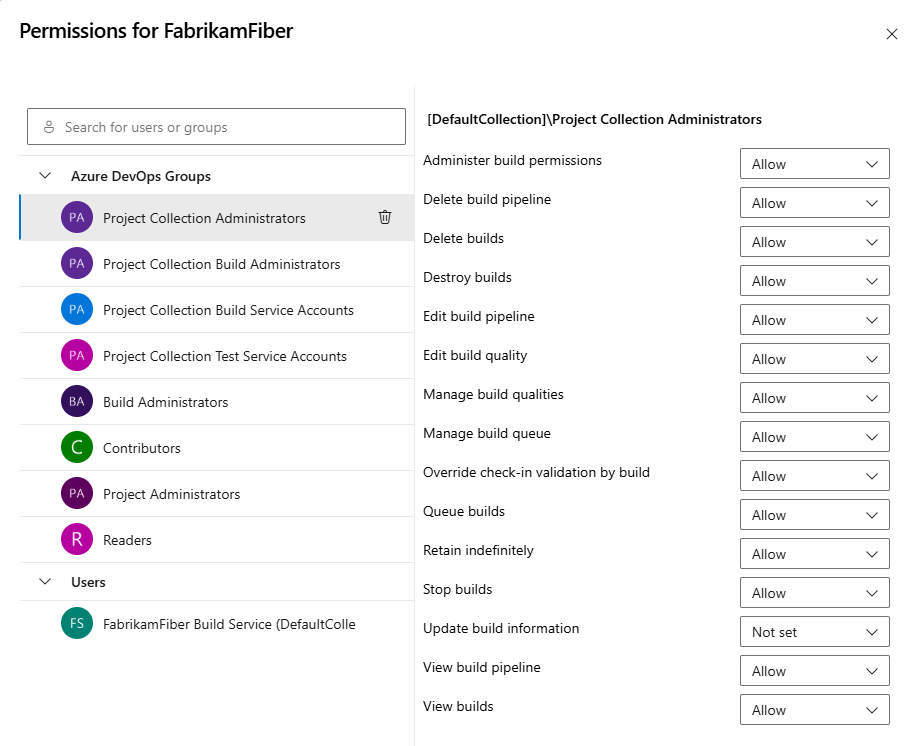 Permissions for FabrikamFiber
Search for users or groups
Azure DevOps Groups
PA Project Collection Administrators
PA Project Collection Build Administrators
PA Project Collection Build Service Accounts
PA Project Collection Test Service Accounts
BA Build Administrators
C Contributors
PA Project Administrators
R Readers
Users
FS FabrikamFiber Build Service (DefaultColle
[DefaultCollection]\Project Collection Administrators
Administer build permissions Allow
Delete build pipeline Allow
Delete builds Allow
Destroy builds Allow
Edit build pipeline Allow
Edit build quality Allow
Manage build qualities Allow
Manage build queue Allow
Override check-in validation by build Allow
Queue builds Allow
Retain indefinitely Allow
Stop builds Allow
Update build information Not set
View build pipeline Allow
View builds Allow